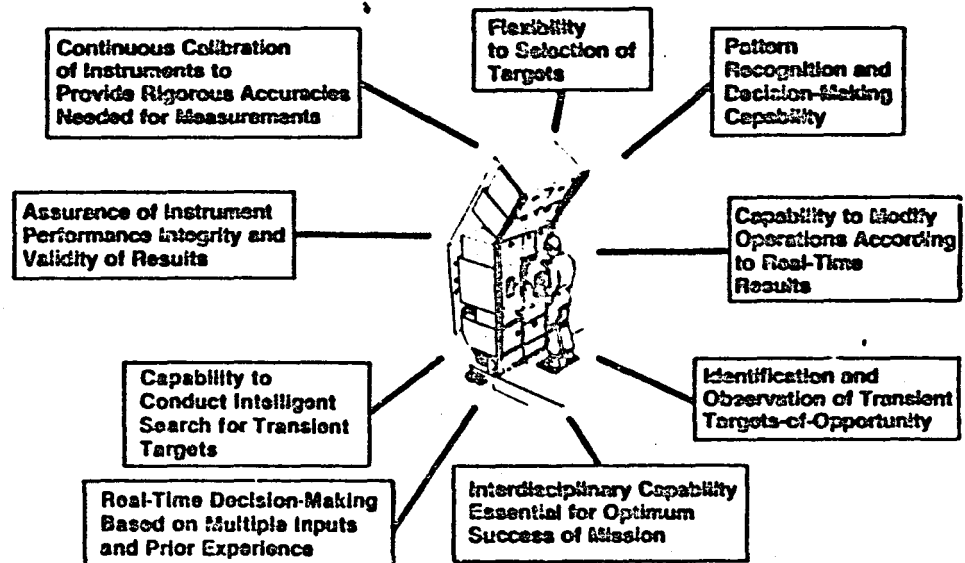 Continuous Calibration
of Instruments to
Provide Rigorous Accuracies
Needed for Measurements
Flexibility
to Selection of
Targets
Pattern
Recognition and
Decision-Making
Capability
Assurance of Instrument
Performance Integrity and
Validity of Results
Capability to Modify
Operations According
to Real-Time
Results
Capability to
Conduct Intelligent
Search for Transient
Targets
Identification and
Observation of Transient
Targets-of-Opportunity
Real-Time Decision-Making
Based on Multiple Inputs
and Prior Experience
Interdisciplinary Capability
Essential for Optimum
Success of Mission